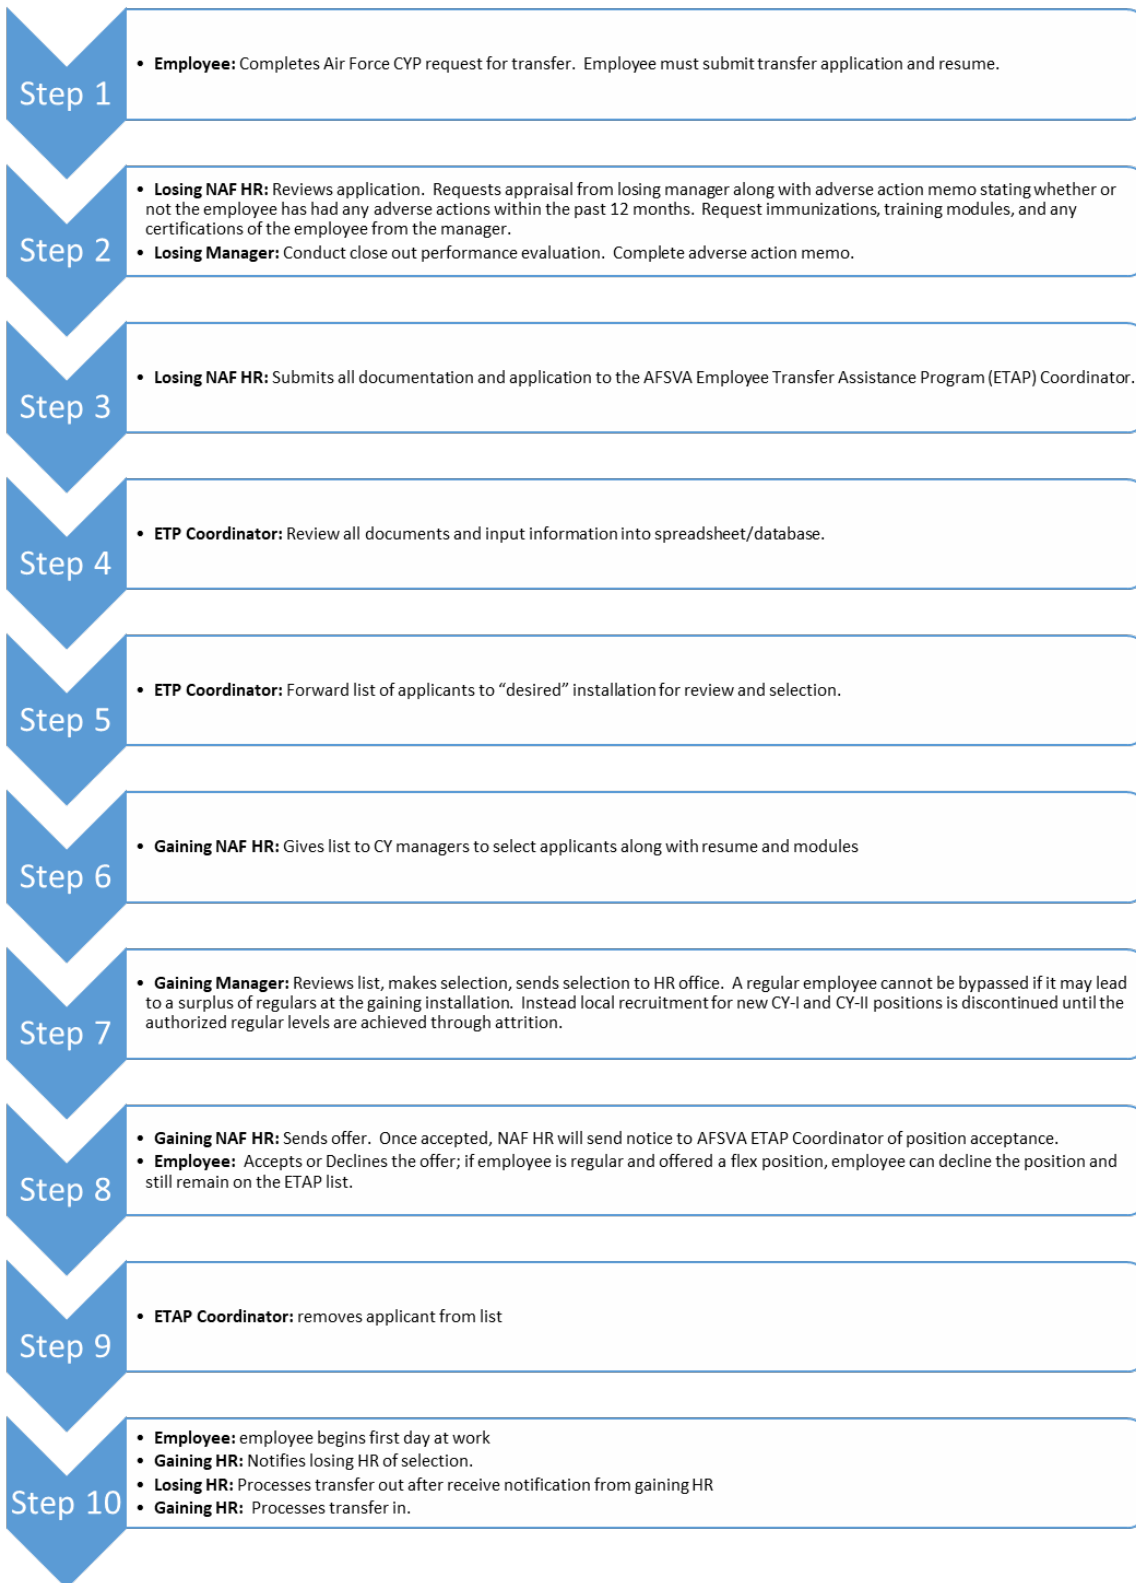 Step 1
• Employee: Completes Air Force CYP request for transfer.  Employee must submit transfer application and resume.
Step 2
• Losing NAF HR: Reviews application.  Requests appraisal from losing manager along with adverse action memo stating whether or
not the employee has had any adverse actions within the past 12 months.  Request immunizations, training modules, and any
certifications of the employee from the manager.
• Losing Manager: Conduct close out performance evaluation.  Complete adverse action memo.
Step 3
• Losing NAF HR: Submits all documentation and application to the AFSVA Employee Transfer Assistance Program (ETAP) Coordinator.
Step 4
• ETP Coordinator: Review all documents and input information into spreadsheet/database.
Step 5
• ETP Coordinator: Forward list of applicants to “desired” installation for review and selection.
Step 6
• Gaining NAF HR: Gives list to CY managers to select applicants along with resume and modules
Step 7
• Gaining Manager: Reviews list, makes selection, sends selection to HR office.  A regular employee cannot be bypassed if it may lead
to a surplus of regulars at the gaining installation.  Instead local recruitment for new CY-I and CY-II positions is discontinued until the
authorized regular levels are achieved through attrition.
Step 8
• Gaining NAF HR: Sends offer.  Once accepted, NAF HR will send notice to AFSVA ETAP Coordinator of position acceptance.
• Employee:  Accepts or Declines the offer; if employee is regular and offered a flex position, employee can decline the position and
still remain on the ETAP list.
Step 9
• ETAP Coordinator: removes applicant from list
Step 10
• Employee: employee begins first day at work
• Gaining HR: Notifies losing HR of selection.
• Losing HR: Processes transfer out after receive notification from gaining HR
• Gaining HR:  Processes transfer in.